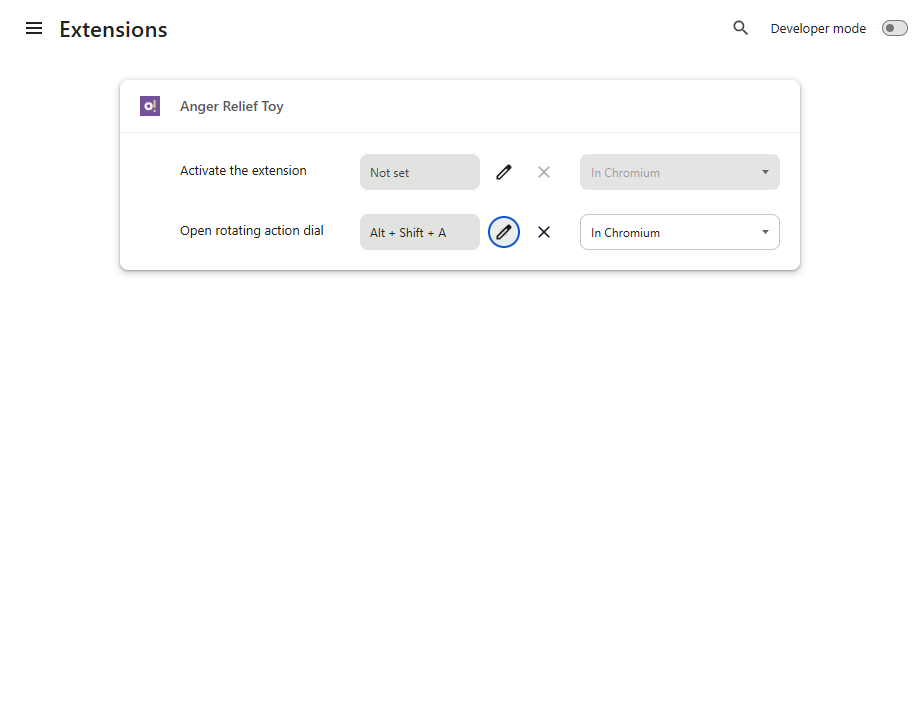 Extensions
Developer mode
Anger Relief Toy
Activate the extension
Not set
In Chromium
Open rotating action dial
Alt + Shift + A
In Chromium